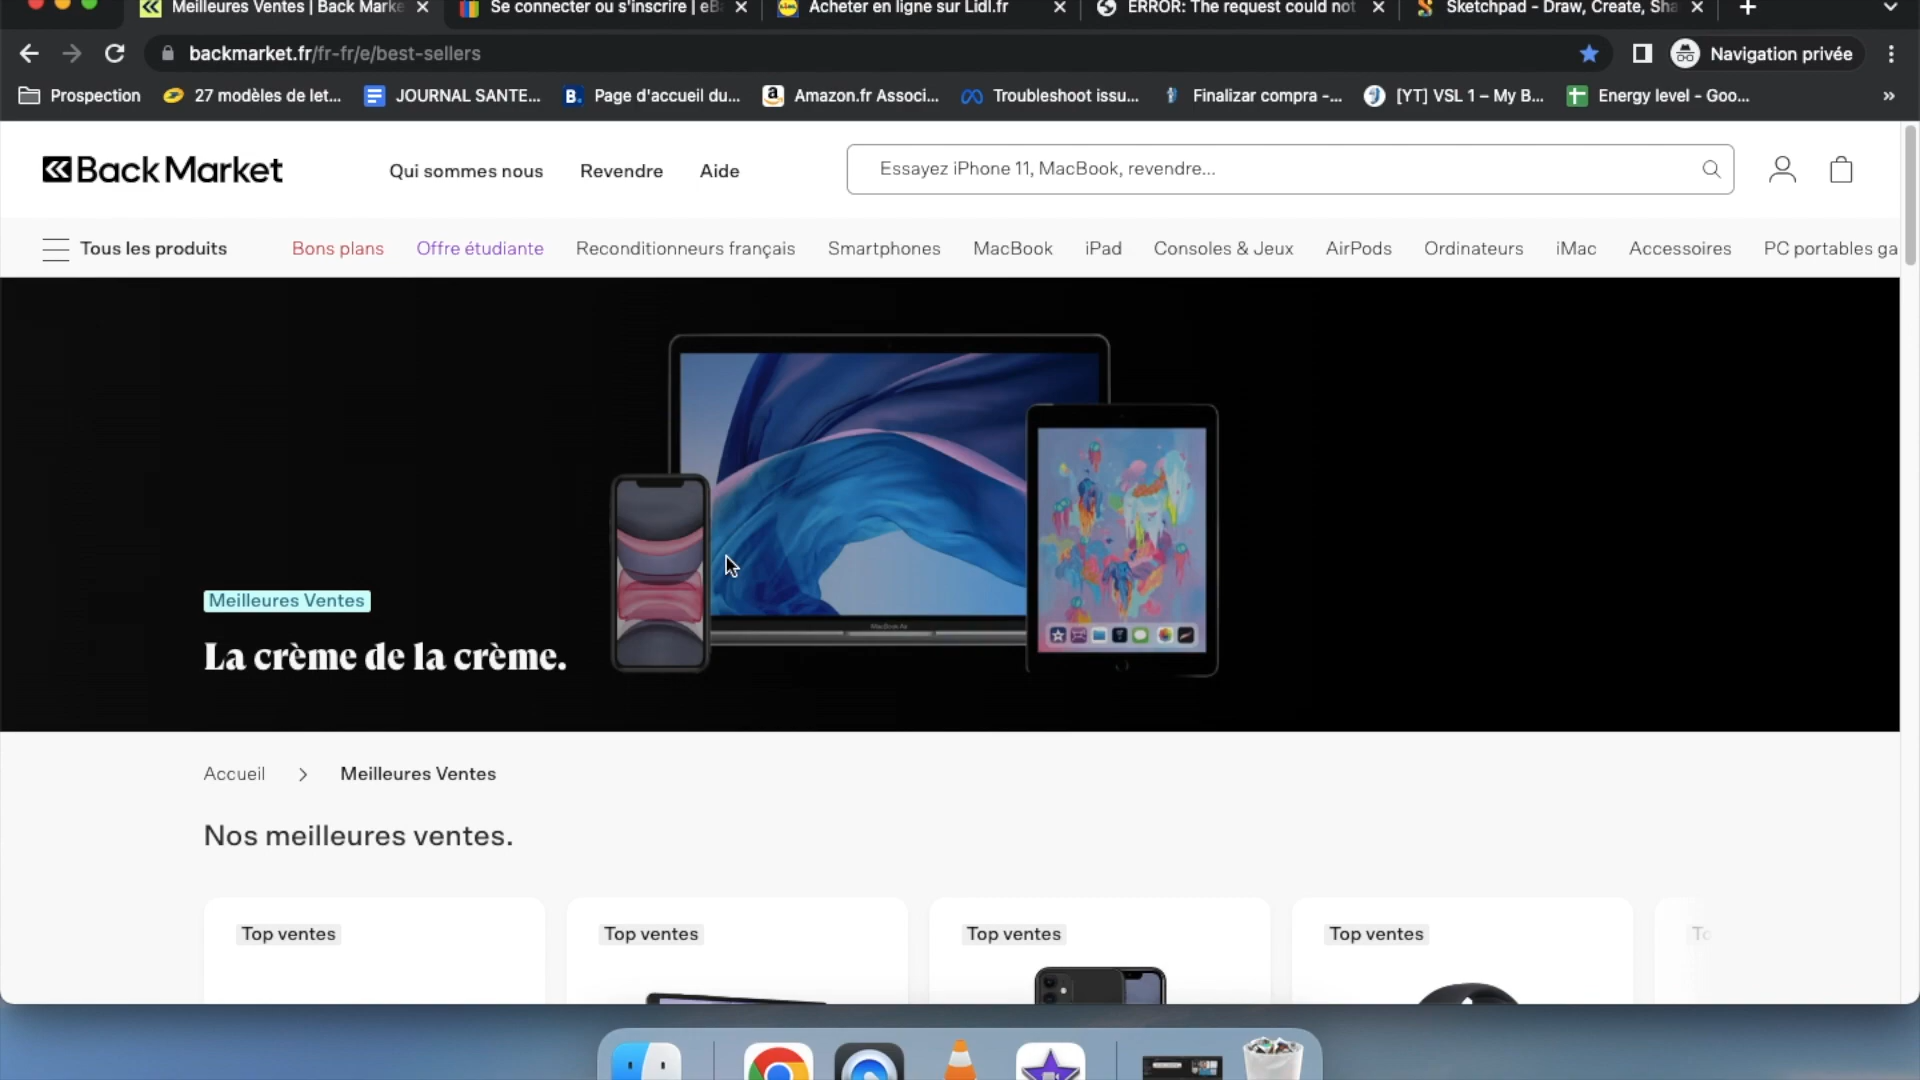 Meilleures Ventes | Back Marke
Se connecter ou s'inscrire | eB
Acheter en ligne sur Lidl.fr
ERROR: The request could not
Sketchpad - Draw, Create, Sha
backmarket.fr/fr-fr/e/best-sellers
Navigation privée
Prospection
27 modèles de let...
JOURNAL SANTE...
Page d'accueil du...
Amazon.fr Associ...
Troubleshoot issu...
Finalizar compra -...
[YT] VSL 1 – My B...
Energy level - Goo...
Back Market
Qui sommes nous
Revendre
Aide
Essayez iPhone 11, MacBook, revendre...
Tous les produits
Bons plans
Offre étudiante
Reconditionneurs français
Smartphones
MacBook
iPad
Consoles & Jeux
AirPods
Ordinateurs
iMac
Accessoires
PC portables ga
MacBook Air
Meilleures Ventes
La crème de la crème.
Accueil
Meilleures Ventes
Nos meilleures ventes.
Top ventes
Top ventes
Top ventes
Top ventes
To